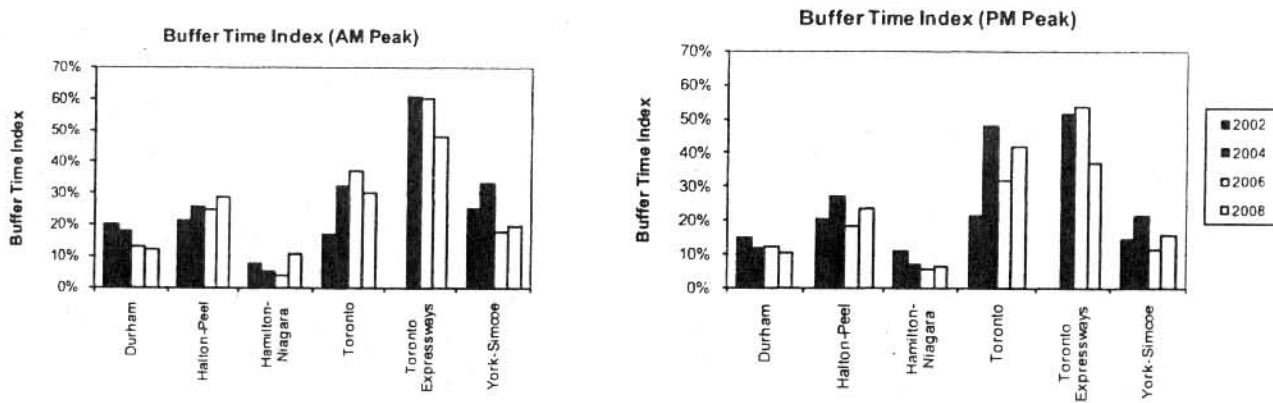 Buffer Time Index (AM Peak)
Buffer Time Index
70%
60%
50%
40%
30%
20%
10%
0%
Durham
Halton-Peel
Hamilton-
Niagara
Toronto
Toronto
Expressways
York-Simcoe
Buffer Time Index (PM Peak)
Buffer Time Index
70%
60%
50%
40%
30%
20%
10%
0%
Durham
Halton-Peel
Hamilton-
Niagara
Toronto
Toronto
Expressways
York-Simcoe
2002
2004
2006
2008